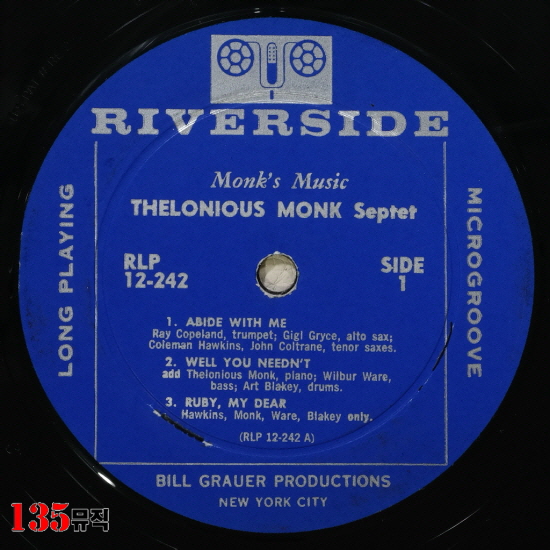 RIVERSIDE
Monk's Music
THELONIOUS MONK Septet
LONG PLAYING
MICROGROOVE
RLP
12-242
SIDE
1
1. ABIDE WITH ME
Ray Copeland, trumpet; Gigi Gryce, alto sax;
Coleman Hawkins, John Coltrane, tenor saxes.
2. WELL YOU NEEDN'T
add Thelonious Monk, piano; Wilbur Ware,
bass; Art Blakey, drums.
3. RUBY, MY DEAR
Hawkins, Monk, Ware, Blakey only.
(RLP 12-242 A)
BILL GRAUER PRODUCTIONS
NEW YORK CITY
135뮤직